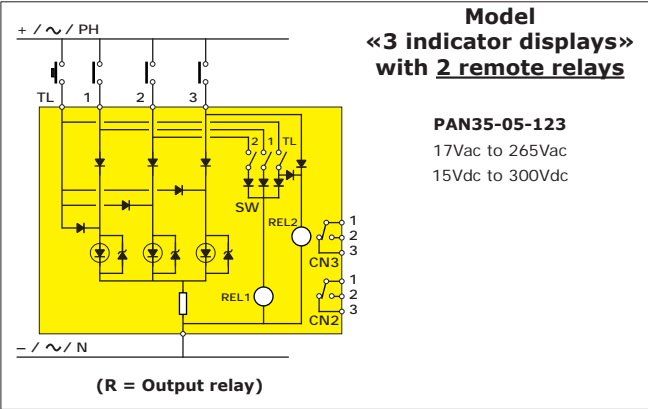 Model
«3 indicator displays»
with 2 remote relays
PAN35-05-123
17Vac to 265Vac
15Vdc to 300Vdc
+ / ∿ / PH
TL 1 2 3
2 1 TL
SW
REL2
1
2
3
CN3
REL1
1
2
3
CN2
– / ∿ / N
(R = Output relay)